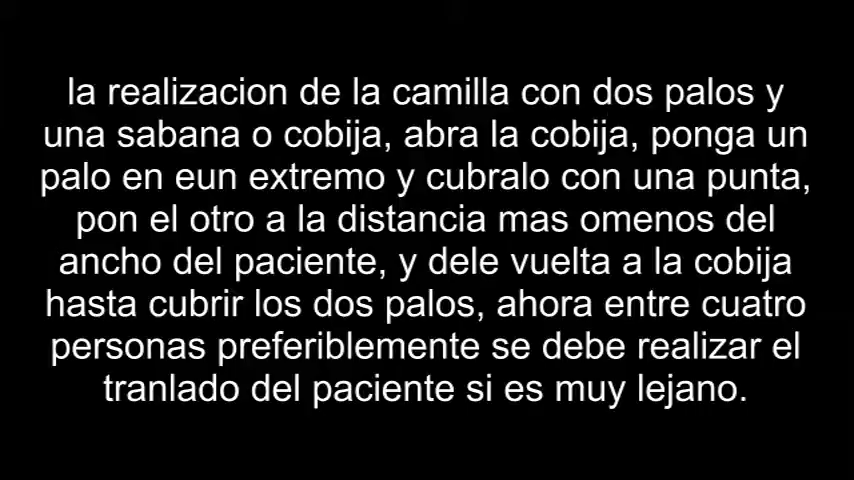 la realizacion de la camilla con dos palos y
una sabana o cobija, abra la cobija, ponga un
palo en eun extremo y cubralo con una punta,
pon el otro a la distancia mas omenos del
ancho del paciente, y dele vuelta a la cobija
hasta cubrir los dos palos, ahora entre cuatro
personas preferiblemente se debe realizar el
tranlado del paciente si es muy lejano.